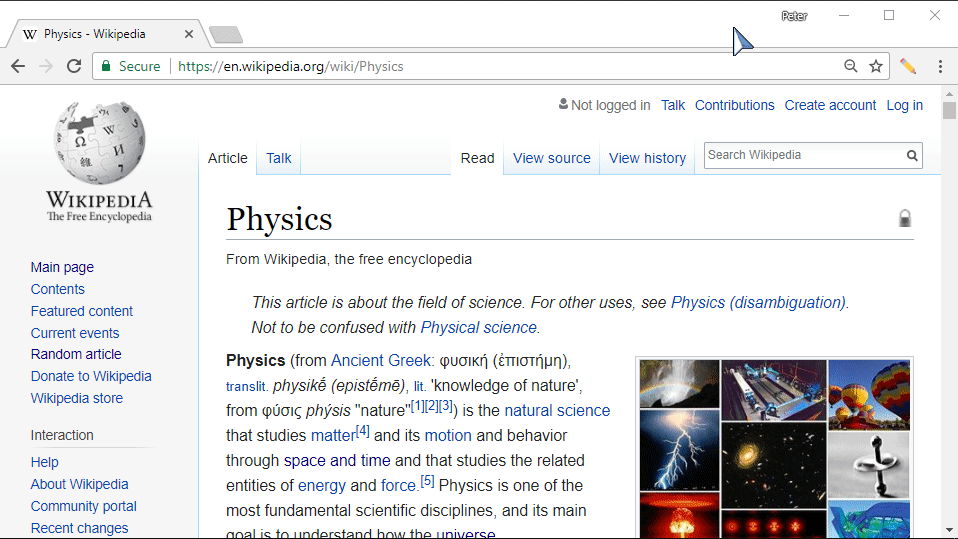 Peter
W Physics - Wikipedia
Secure https://en.wikipedia.org/wiki/Physics
Not logged in Talk Contributions Create account Log in
Article Talk Read View source View history Search Wikipedia
Ω W И
WIKIPEDIA
The Free Encyclopedia
Main page
Contents
Featured content
Current events
Random article
Donate to Wikipedia
Wikipedia store
Interaction
Help
About Wikipedia
Community portal
Recent changes
Physics
From Wikipedia, the free encyclopedia
This article is about the field of science. For other uses, see Physics (disambiguation).
Not to be confused with Physical science.
Physics (from Ancient Greek: φυσική (ἐπιστήμη),
translit. physikḗ (epistḗmē), lit. 'knowledge of nature',
from φύσις phýsis "nature"[1][2][3]) is the natural science
that studies matter[4] and its motion and behavior
through space and time and that studies the related
entities of energy and force.[5] Physics is one of the
most fundamental scientific disciplines, and its main
goal is to understand how the universe